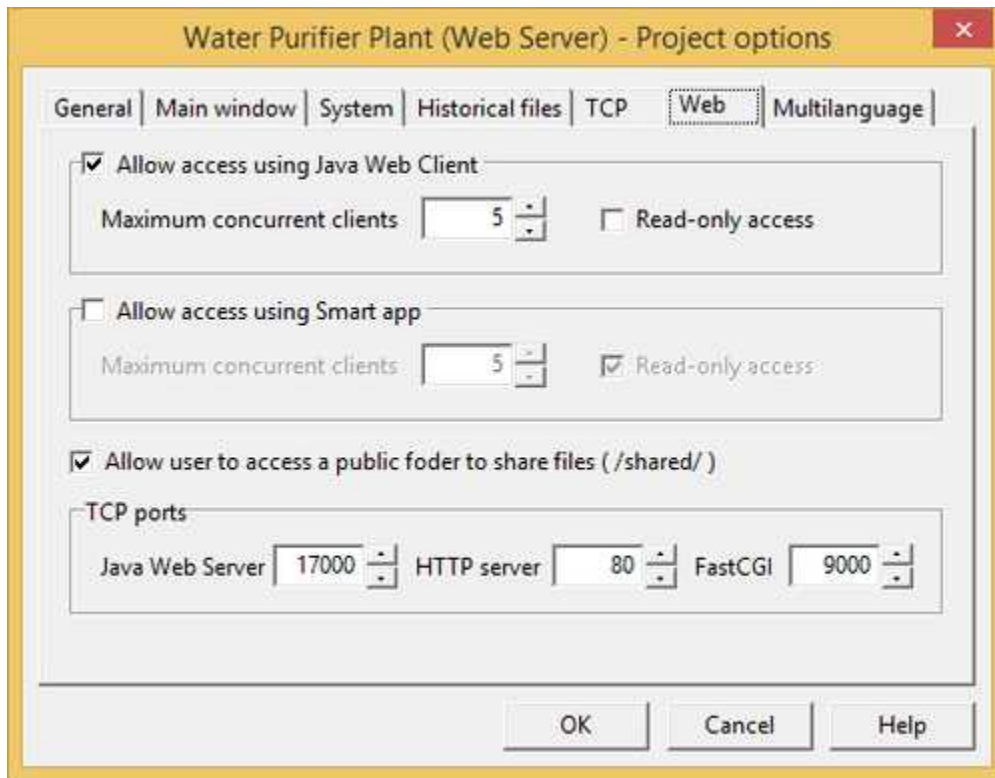 Water Purifier Plant (Web Server) - Project options
General Main window System Historical files TCP Web Multilanguage
Allow access using Java Web Client
Maximum concurrent clients 5 Read-only access
Allow access using Smart app
Maximum concurrent clients 5 Read-only access
Allow user to access a public foder to share files ( /shared/ )
TCP ports
Java Web Server 17000 HTTP server 80 FastCGI 9000
OK Cancel Help